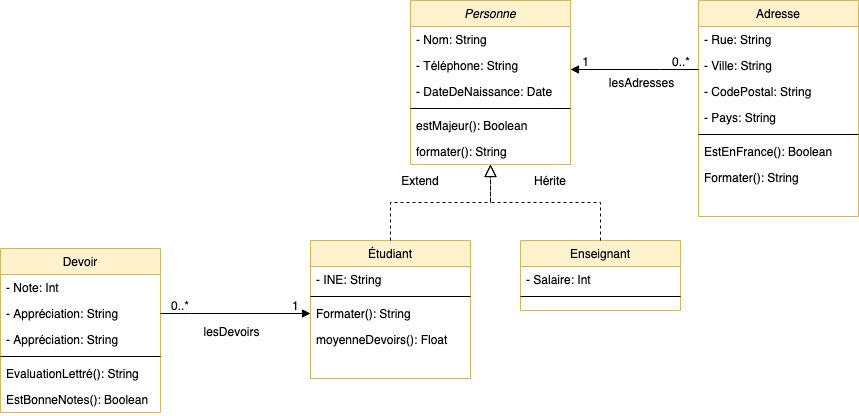 Personne
- Nom: String
- Téléphone: String
- DateDeNaissance: Date
estMajeur(): Boolean
formater(): String
Adresse
- Rue: String
- Ville: String
- CodePostal: String
- Pays: String
EstEnFrance(): Boolean
Formater(): String
1
0..*
lesAdresses
Extend
Hérite
Devoir
- Note: Int
- Appréciation: String
- Appréciation: String
EvaluationLettré(): String
EstBonneNotes(): Boolean
0..*
1
lesDevoirs
Étudiant
- INE: String
Formater(): String
moyenneDevoirs(): Float
Enseignant
- Salaire: Int